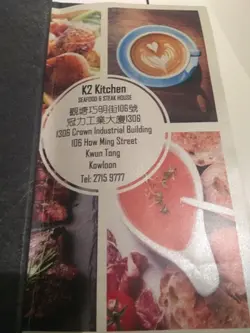 K2 Kitchen
SEAFOOD & STEAK HOUSE
觀塘巧明街106號
冠力工業大廈1306
1306 Crown Industrial Building
106 How Ming Street
Kwun Tong
Kowloon
Tel: 2715 9777